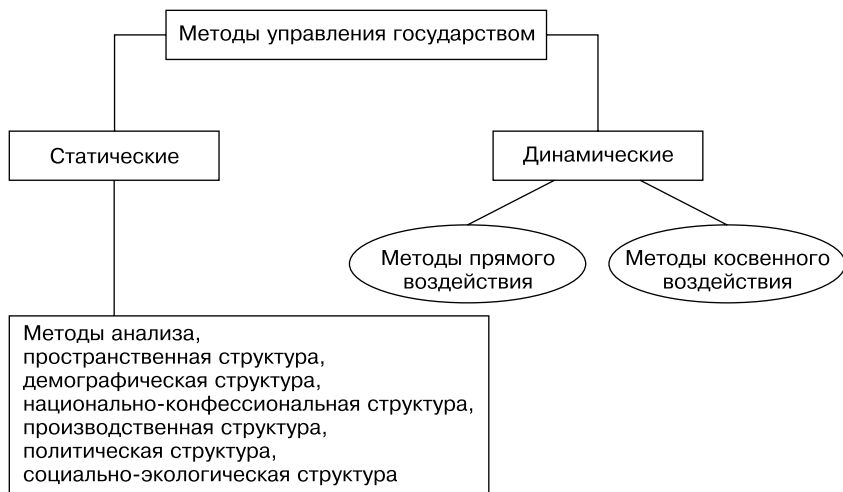 Методы управления государством
Статические
Динамические
Методы прямого
воздействия
Методы косвенного
воздействия
Методы анализа,
пространственная структура,
демографическая структура,
национально-конфессиональная структура,
производственная структура,
политическая структура,
социально-экологическая структура